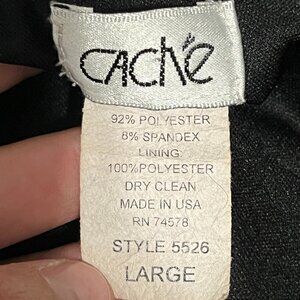 CACHÉ
92% POLYESTER
8% SPANDEX
LINING:
100%POLYESTER
DRY CLEAN
MADE IN USA
RN 74578
STYLE 5526
LARGE